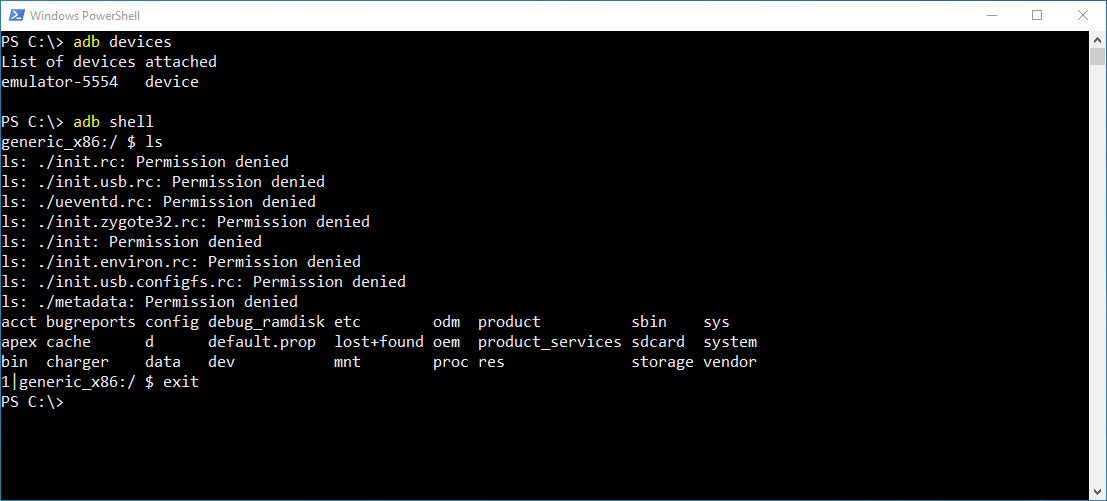 Windows PowerShell
PS C:\> adb devices
List of devices attached
emulator-5554   device
PS C:\> adb shell
generic_x86:/ $ ls
ls: ./init.rc: Permission denied
ls: ./init.usb.rc: Permission denied
ls: ./ueventd.rc: Permission denied
ls: ./init.zygote32.rc: Permission denied
ls: ./init: Permission denied
ls: ./init.environ.rc: Permission denied
ls: ./init.usb.configfs.rc: Permission denied
ls: ./metadata: Permission denied
acct bugreports config debug_ramdisk etc        odm  product          sbin    sys
apex cache      d      default.prop  lost+found oem  product_services sdcard  system
bin  charger    data   dev           mnt        proc res              storage vendor
1|generic_x86:/ $ exit
PS C:\>